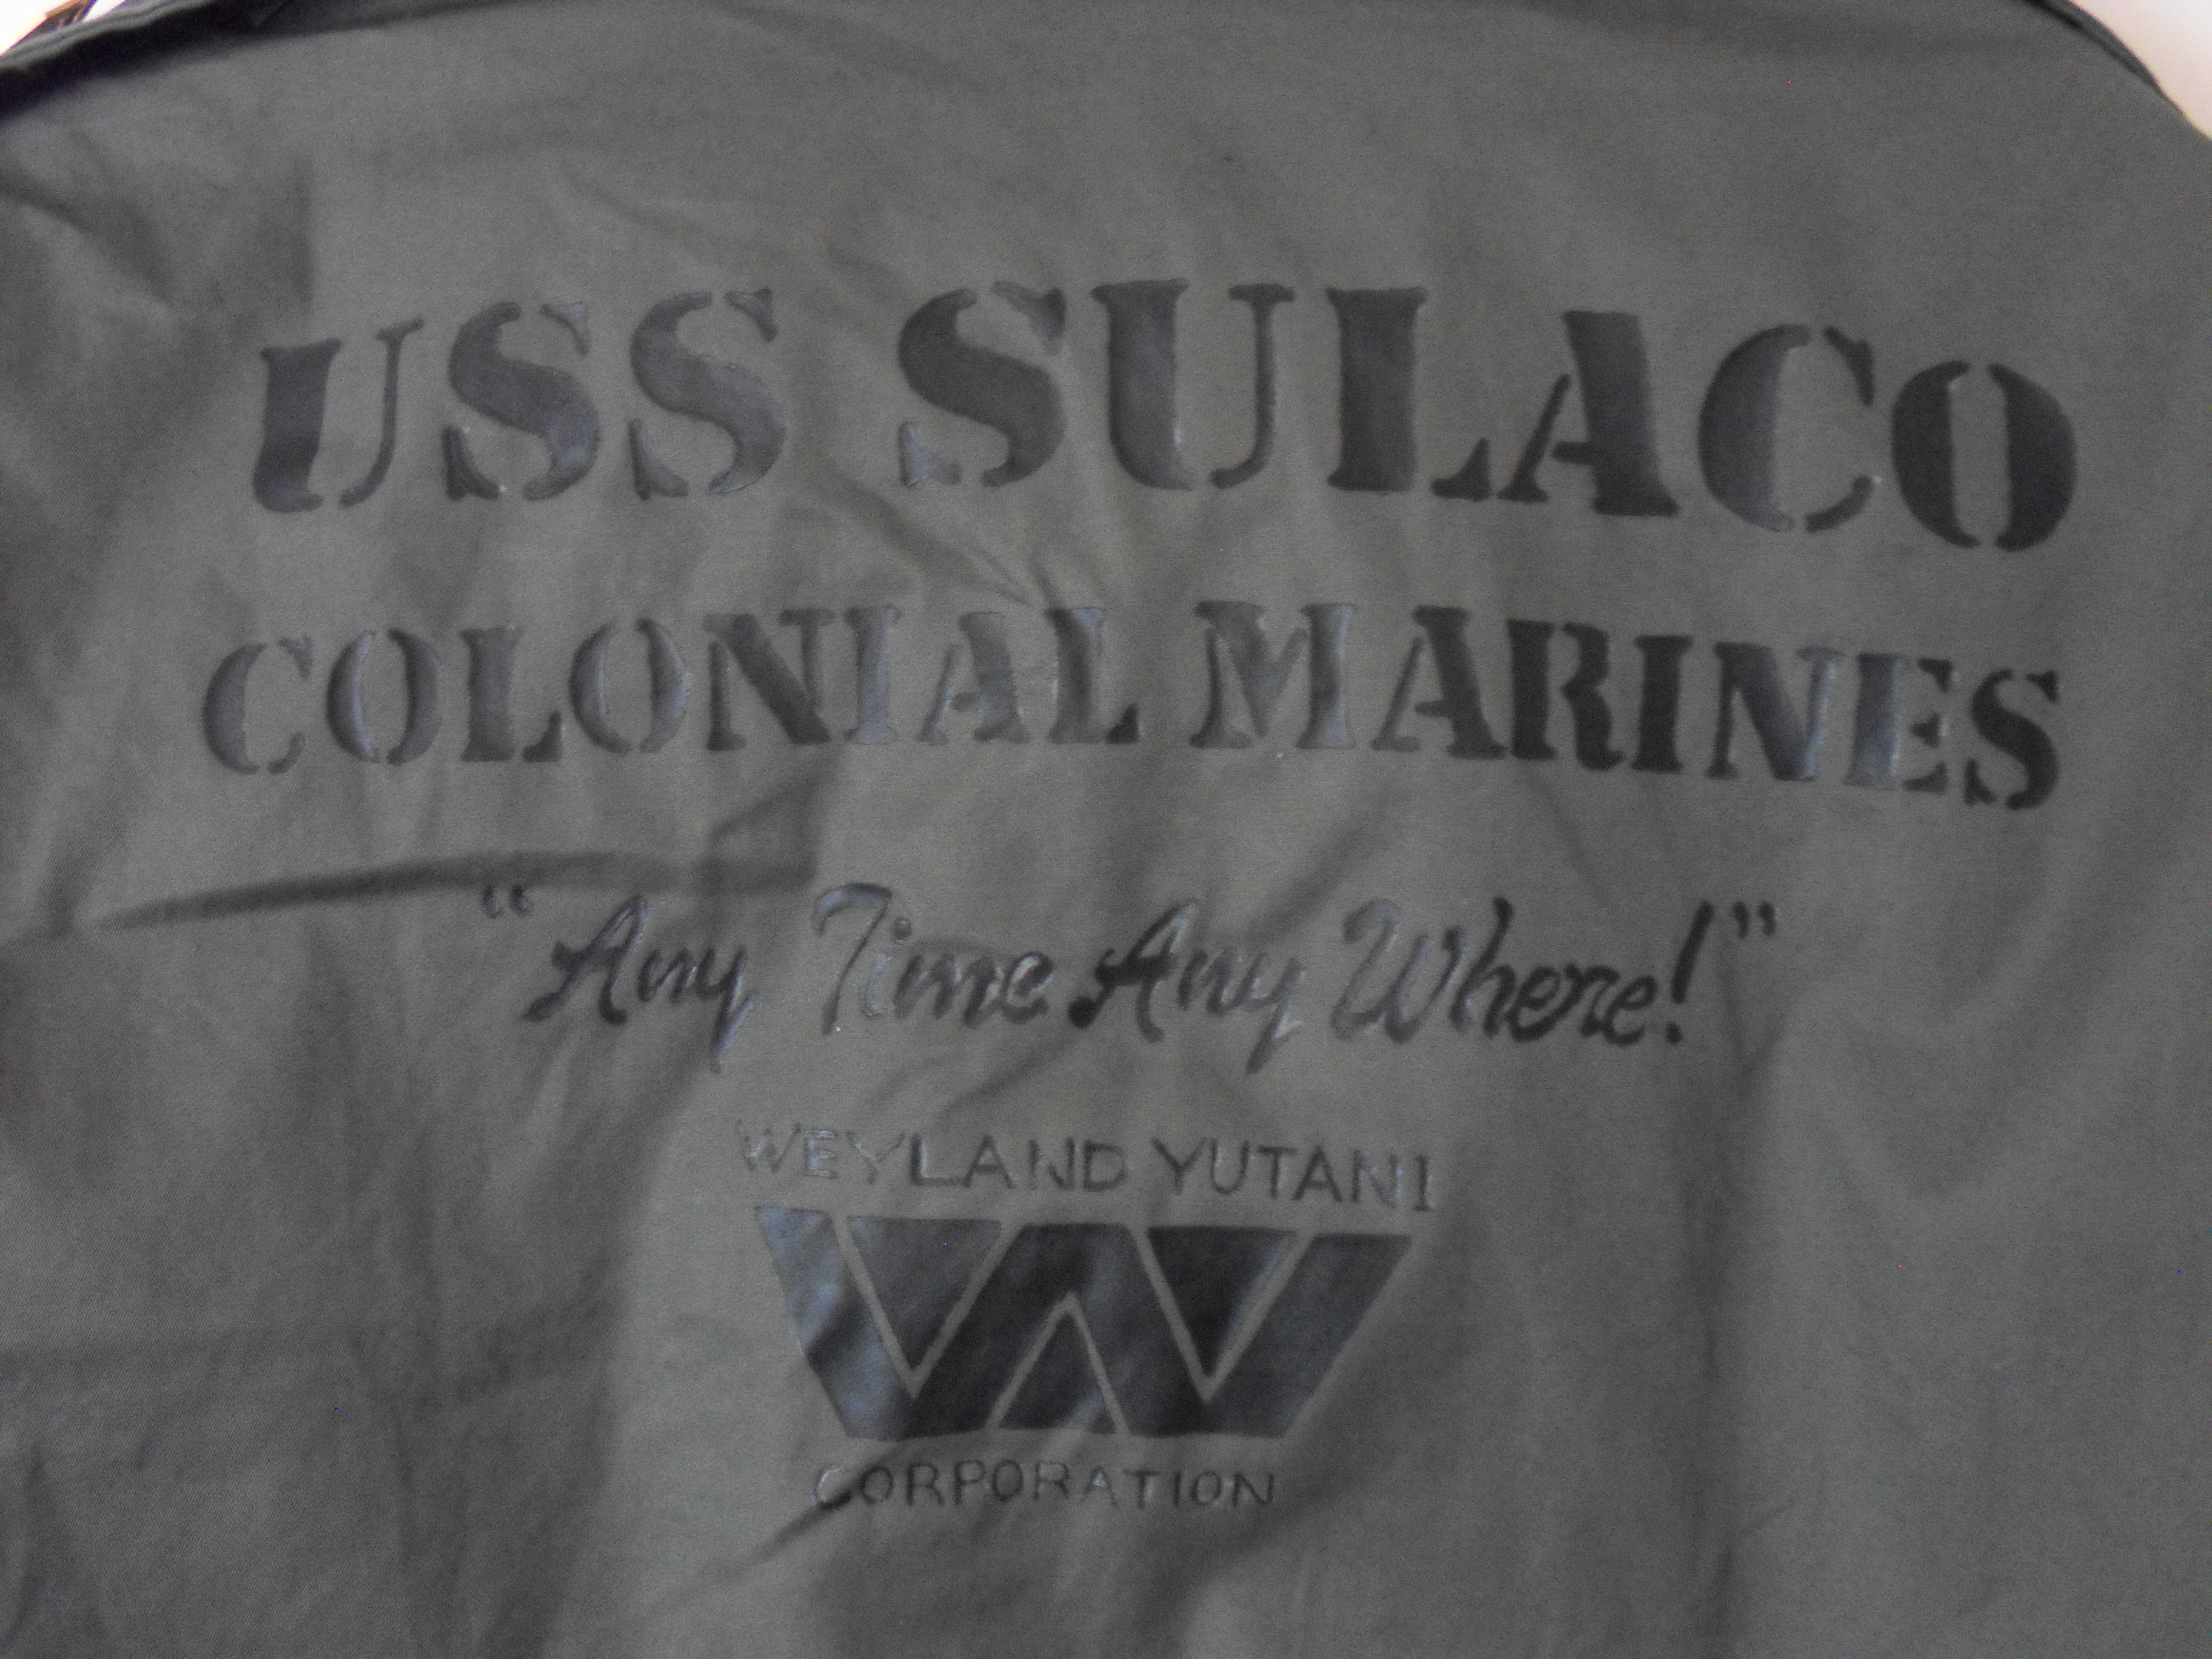 USS SULACO
COLONIAL MARINES
"Any Time Any Where!"
WEYLAND YUTANI
CORPORATION